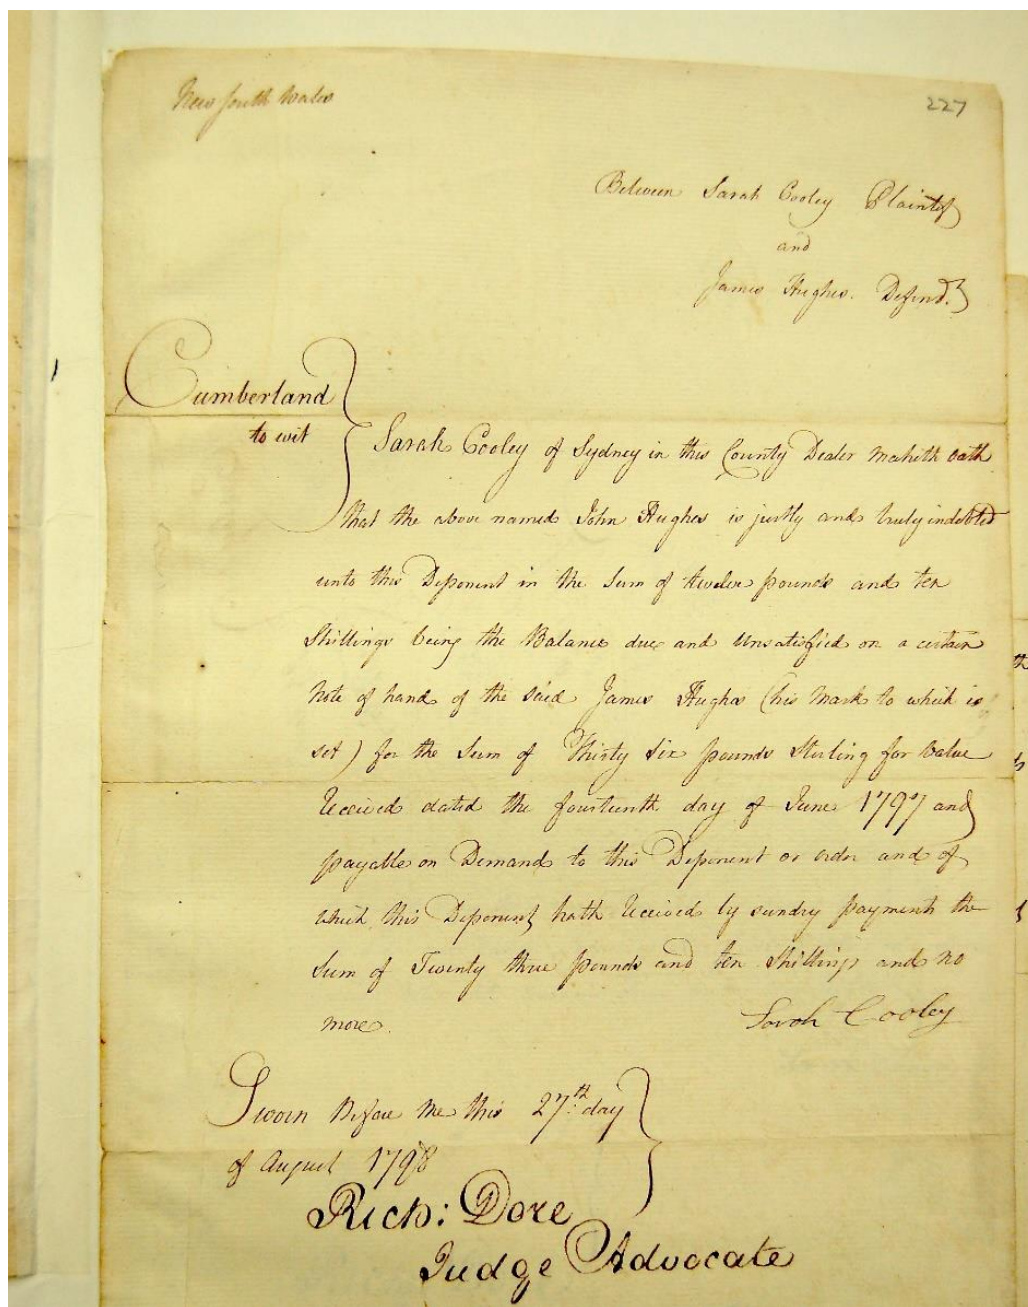 New South Wales
227
Between Sarah Cooley Plaintif
and
James Hughes. Defend.
Cumberland
to wit
Sarah Cooley of Sydney in this County Dealer maketh oath
that the above named John Hughes is justly and truly indebted
unto this Deponent in the Sum of twelve pounds and ten
Shillings being the Balance due and Unsatisfied on a certain
Note of hand of the said James Hughes (his Mark to which is
set) for the Sum of Thirty Six pounds Sterling for Value
Received dated the fourteenth day of June 1797 and
payable on Demand to this Deponent or order and of
which this Deponent hath Received by sundry payments the
Sum of Twenty three pounds and ten Shillings and no
more.
Sarah Cooley
Sworn Before Me this 27th day
of August 1798
Rich: Dore
Judge Advocate